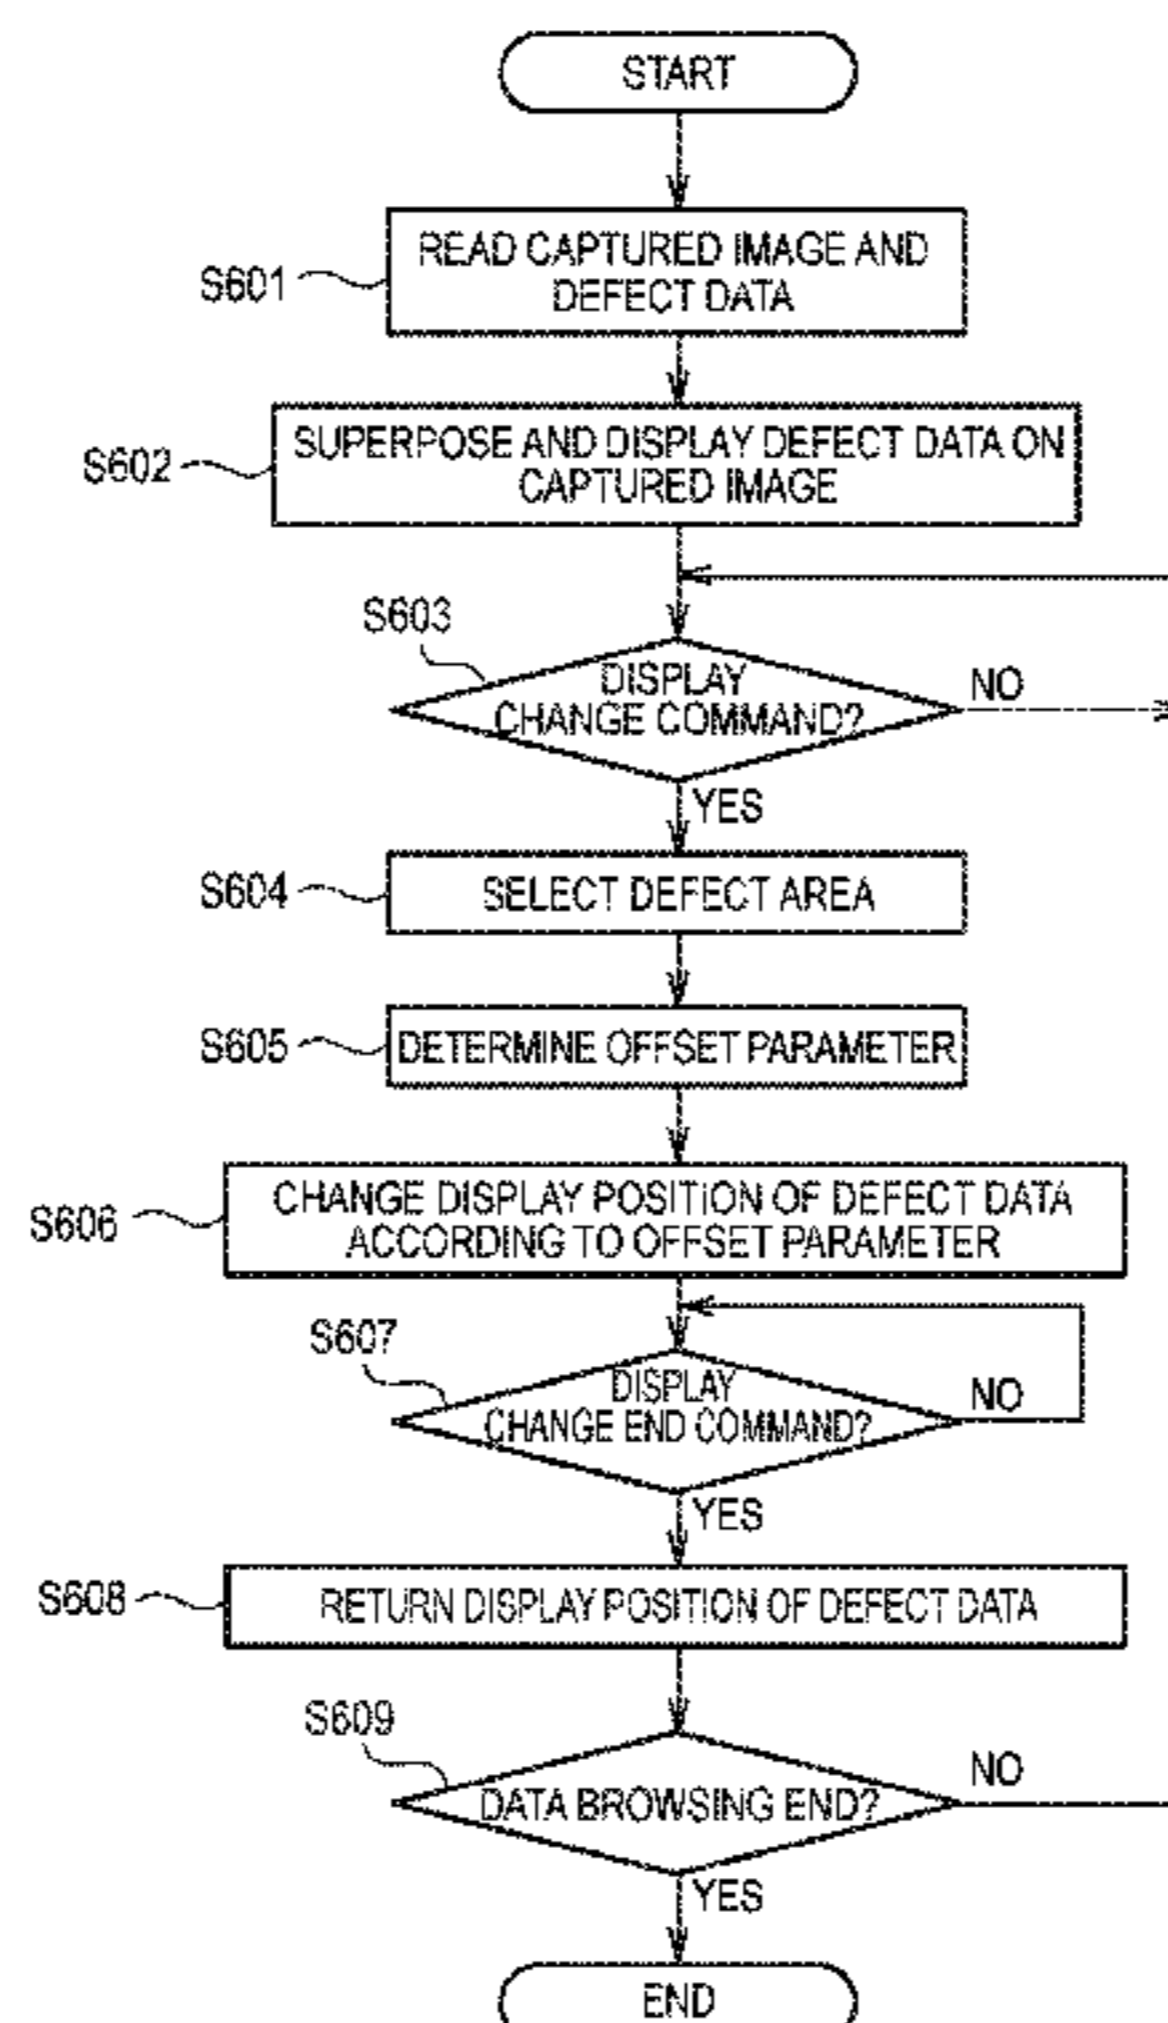 START
READ CAPTURED IMAGE AND
DEFECT DATA
S601
SUPERPOSE AND DISPLAY DEFECT DATA ON
CAPTURED IMAGE
S602
S603
DISPLAY
CHANGE COMMAND?
NO
YES
S604
SELECT DEFECT AREA
S605
DETERMINE OFFSET PARAMETER
CHANGE DISPLAY POSITION OF DEFECT DATA
ACCORDING TO OFFSET PARAMETER
S606
S607
DISPLAY
CHANGE END COMMAND?
NO
YES
S608
RETURN DISPLAY POSITION OF DEFECT DATA
S609
DATA BROWSING END?
NO
YES
END